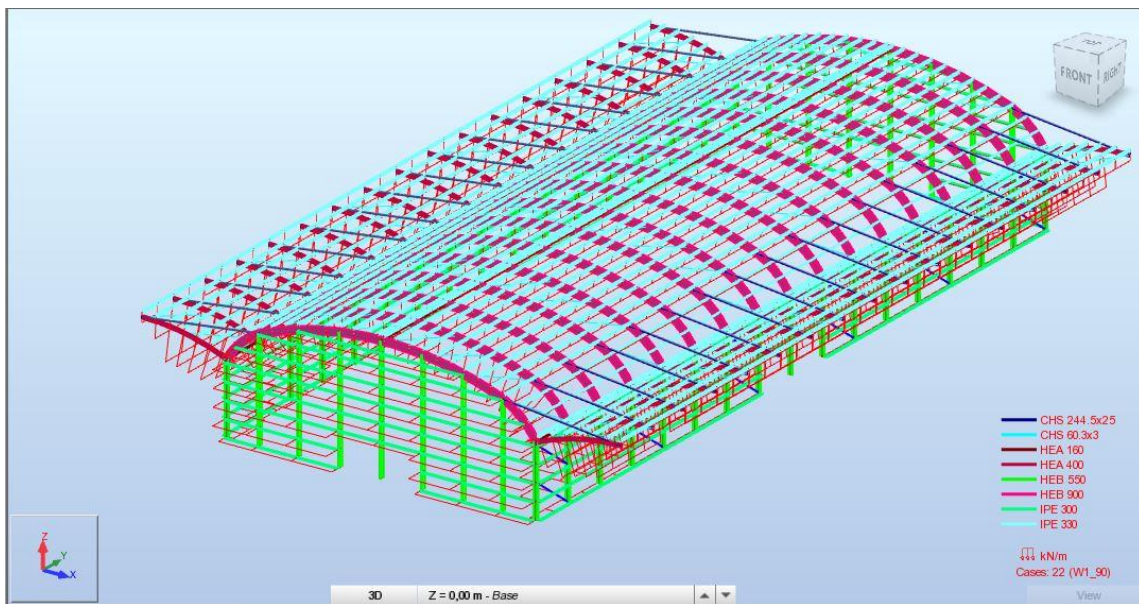 FRONT
RIGHT
CHS 244.5x25
CHS 60.3x3
HEA 160
HEA 400
HEB 550
HEB 900
IPE 300
IPE 330
kN/m
Cases: 22 (W1_90)
Z
Y
X
3D Z = 0,00 m - Base
View